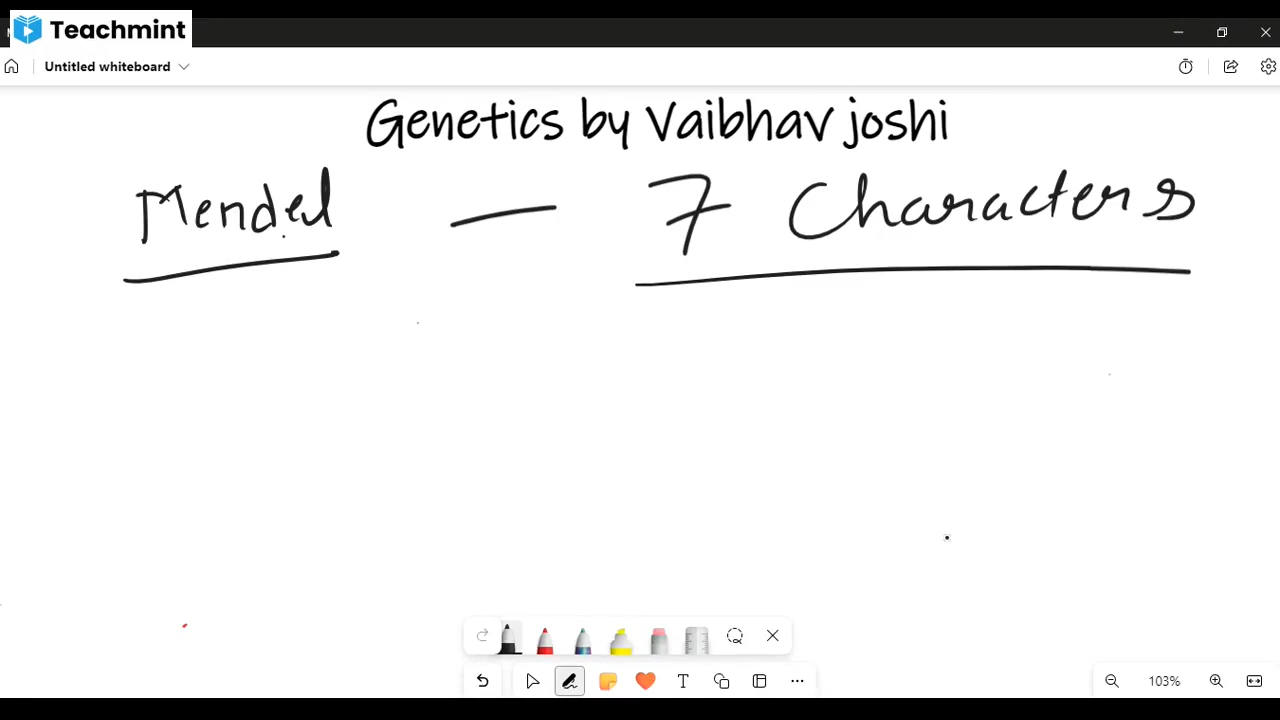 Teachmint
Untitled whiteboard
Genetics by Vaibhav joshi
Mendel — 7 Characters
103%